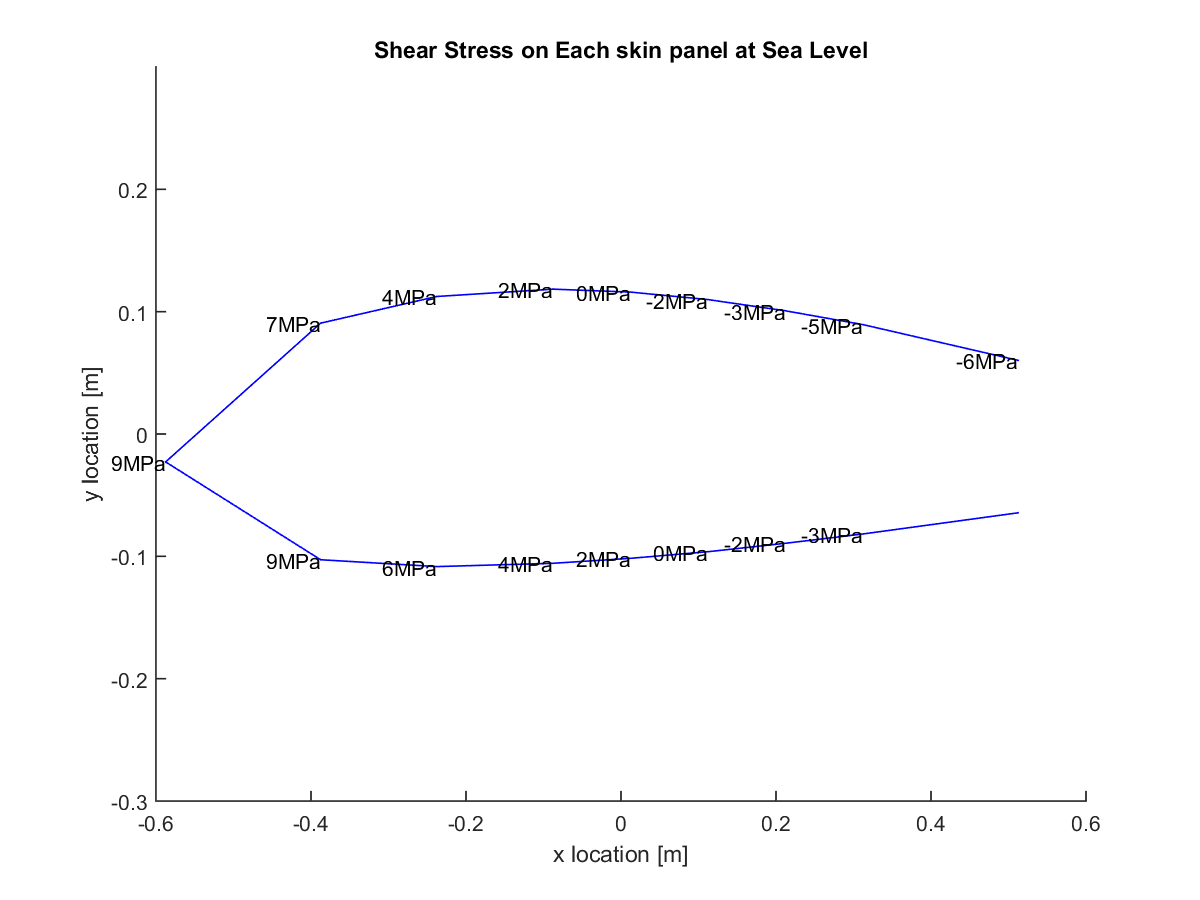 Shear Stress on Each skin panel at Sea Level
y location [m]
0.2
0.1
0
-0.1
-0.2
-0.3
7MPa
4MPa
2MPa
0MPa
-2MPa
-3MPa
-5MPa
-6MPa
9MPa
9MPa
6MPa
4MPa
2MPa
0MPa
-2MPa
-3MPa
-0.6
-0.4
-0.2
0
0.2
0.4
0.6
x location [m]